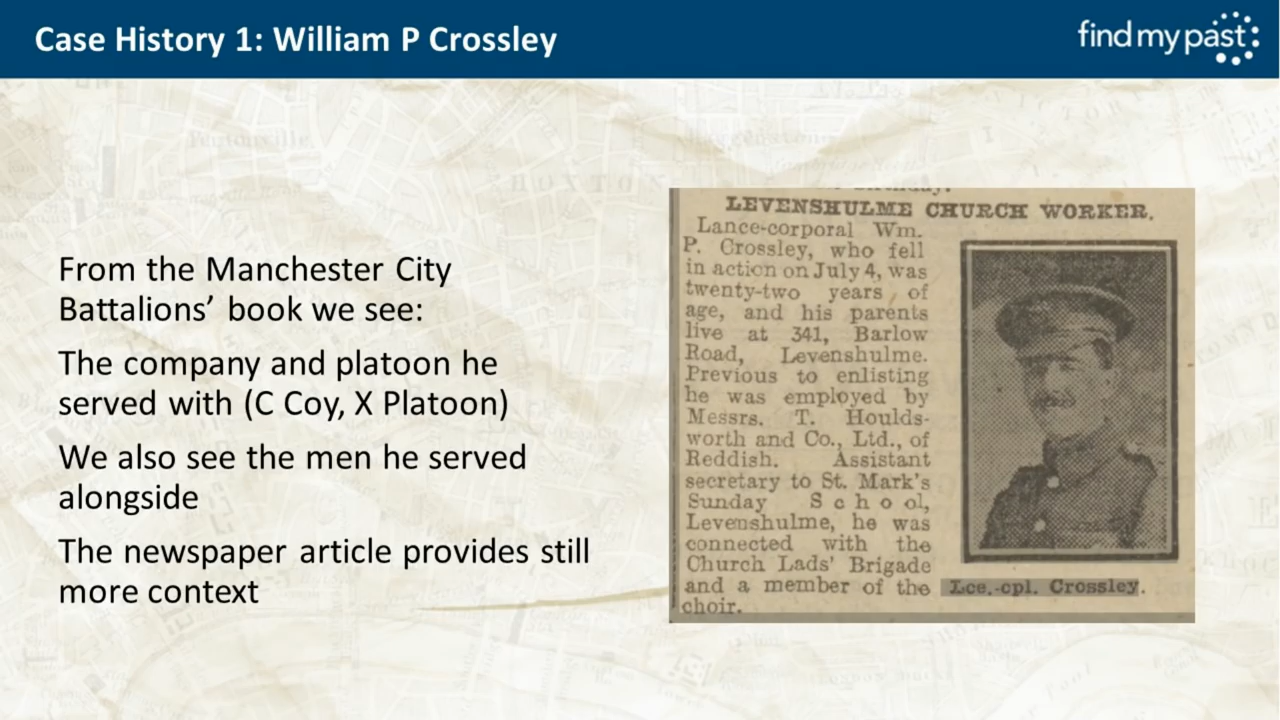 Case History 1: William P Crossley
findmypast
From the Manchester City
Battalions’ book we see:
The company and platoon he
served with (C Coy, X Platoon)
We also see the men he served
alongside
The newspaper article provides still
more context
LEVENSHULME CHURCH WORKER.
Lance-corporal Wm.
P. Crossley, who fell
in action on July 4, was
twenty-two years of
age, and his parents
live at 341, Barlow
Road, Levenshulme.
Previous to enlisting
he was employed by
Messrs. T. Houlds-
worth and Co., Ltd., of
Reddish. Assistant
secretary to St. Mark's
Sunday School,
Levenshulme, he was
connected with the
Church Lads' Brigade
and a member of the
choir.
Lce.-cpl. Crossley.